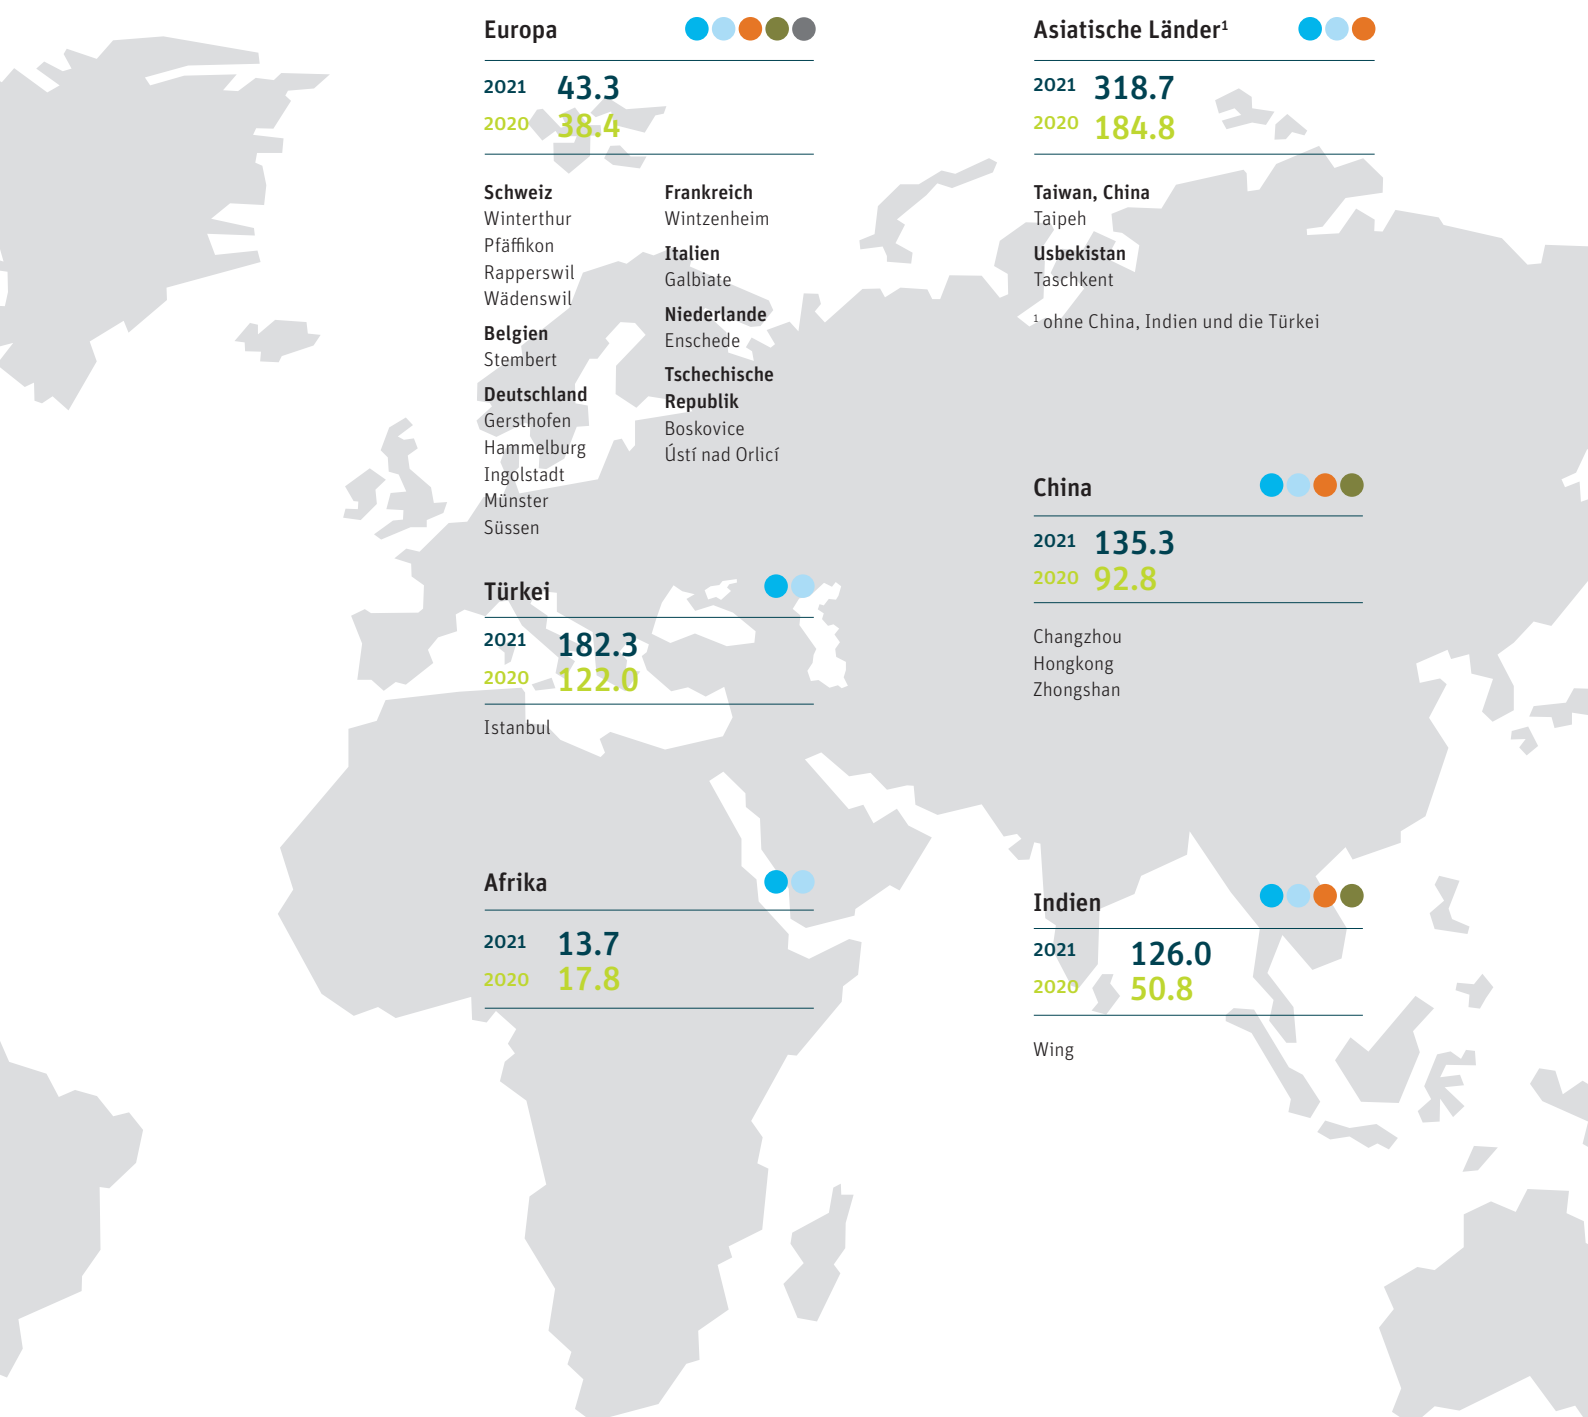 Europa
2021 43.3
2020 38.4
Schweiz
Winterthur
Pfäffikon
Rapperswil
Wädenswil
Belgien
Stembert
Deutschland
Gersthofen
Hammelburg
Ingolstadt
Münster
Süssen
Frankreich
Wintzenheim
Italien
Galbiate
Niederlande
Enschede
Tschechische
Republik
Boskovice
Ústí nad Orlicí
Türkei
2021 182.3
2020 122.0
Istanbul
Afrika
2021 13.7
2020 17.8
Asiatische Länder¹
2021 318.7
2020 184.8
Taiwan, China
Taipeh
Usbekistan
Taschkent
¹ ohne China, Indien und die Türkei
China
2021 135.3
2020 92.8
Changzhou
Hongkong
Zhongshan
Indien
2021 126.0
2020 50.8
Wing